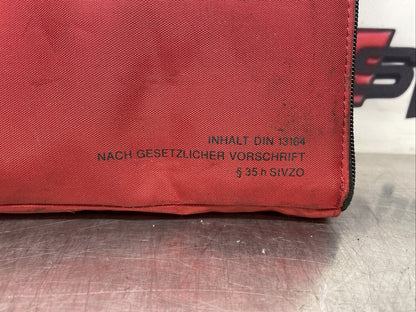 INHALT DIN 13164
NACH GESETZLICHER VORSCHRIFT
§ 35 h StVZO